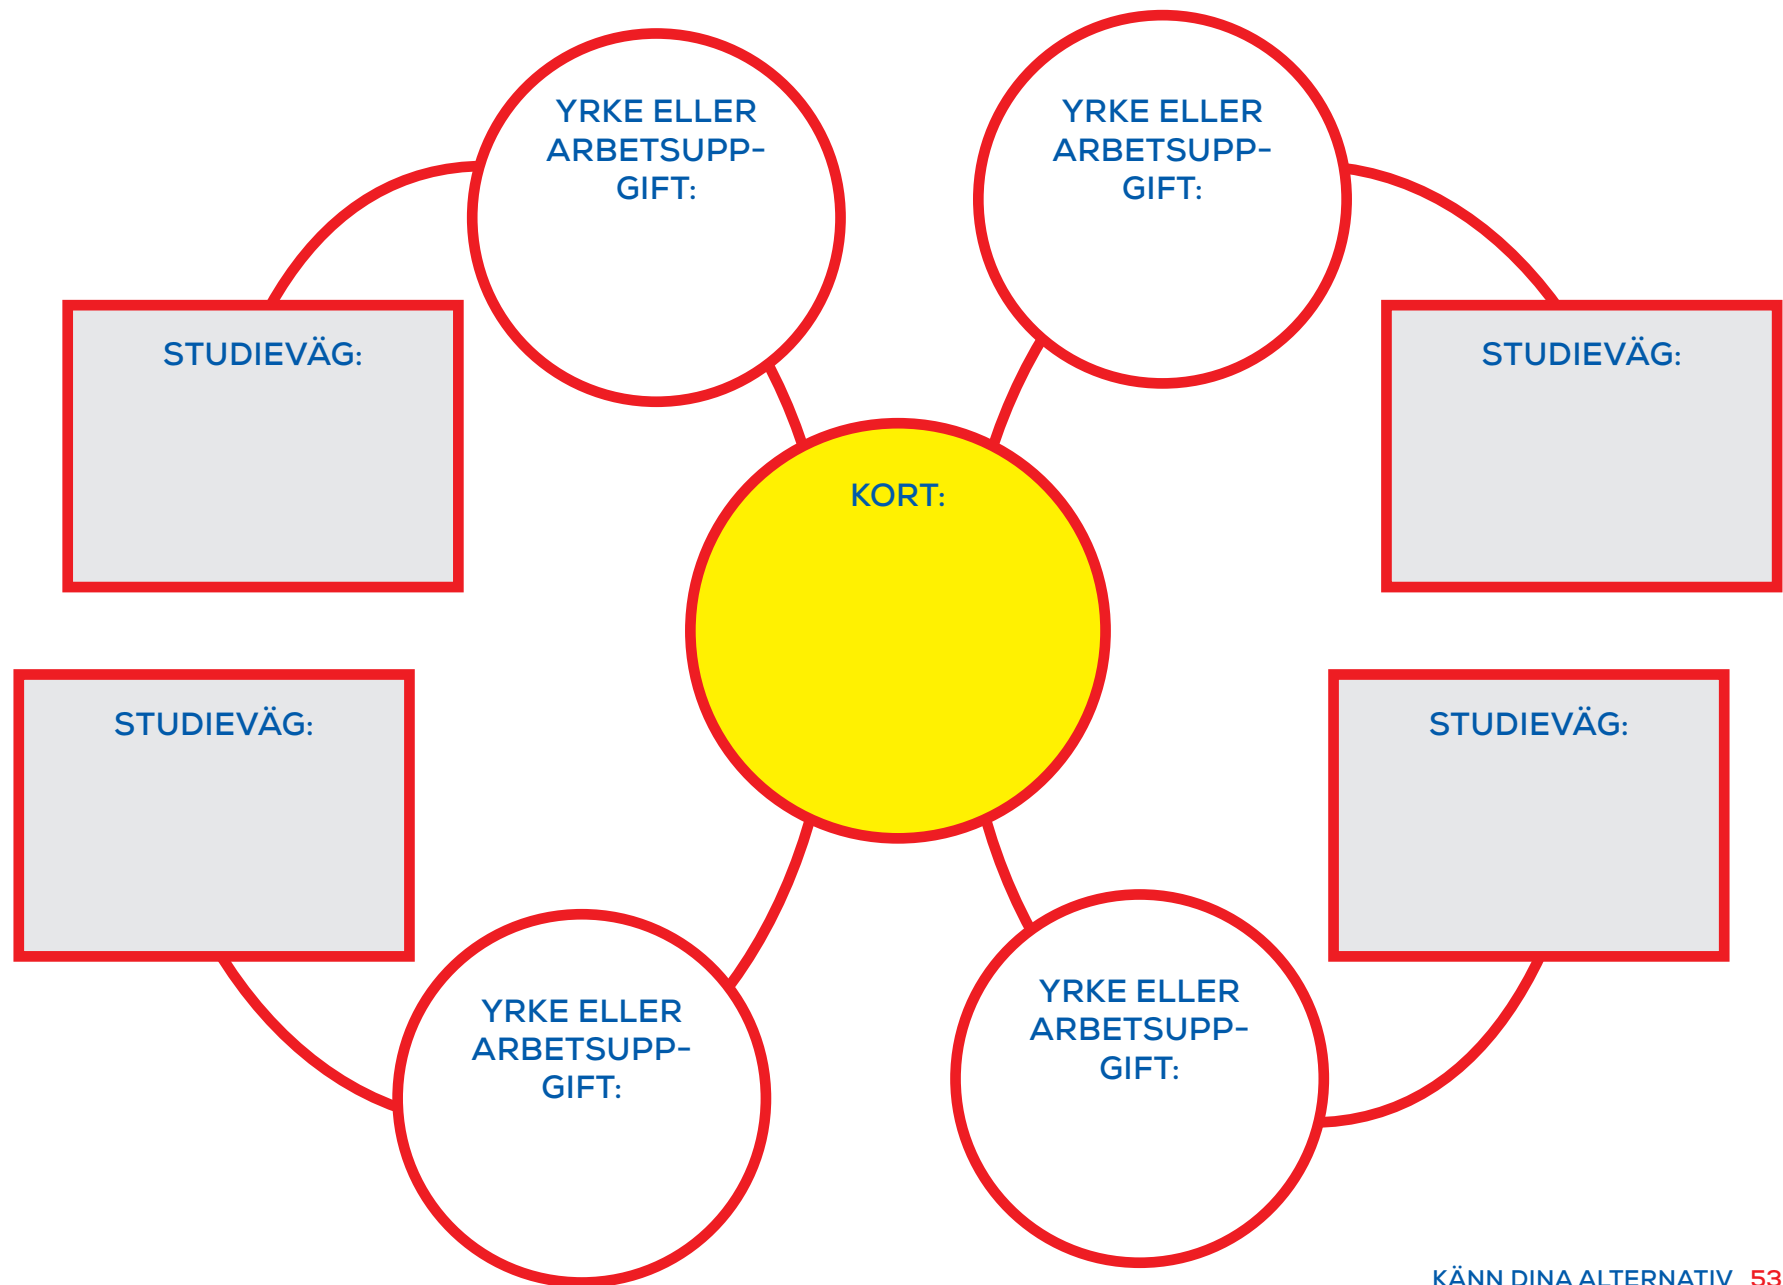 YRKE ELLER
ARBETSUPP-
GIFT:
YRKE ELLER
ARBETSUPP-
GIFT:
STUDIEVÄG:
STUDIEVÄG:
KORT:
STUDIEVÄG:
STUDIEVÄG:
YRKE ELLER
ARBETSUPP-
GIFT:
YRKE ELLER
ARBETSUPP-
GIFT:
KÄNN DINA ALTERNATIV 53